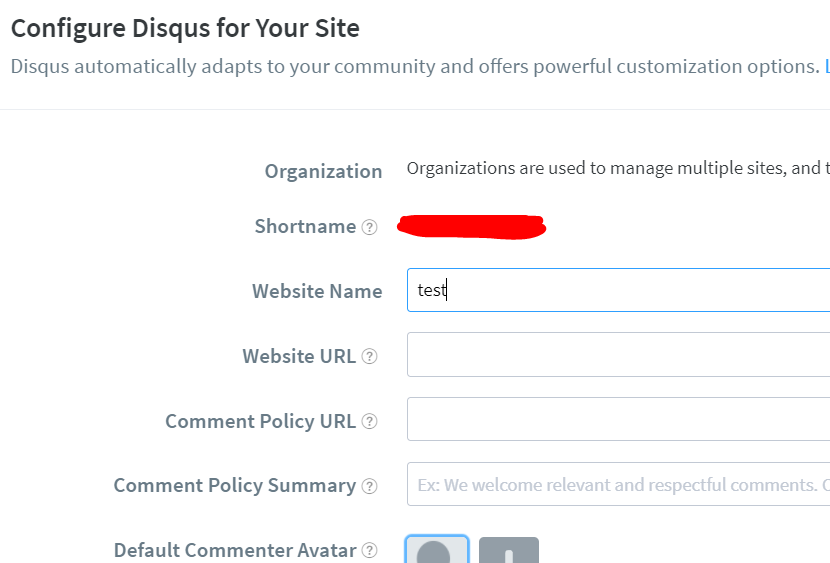 Configure Disqus for Your Site
Disqus automatically adapts to your community and offers powerful customization options.
Organization Organizations are used to manage multiple sites, and
Shortname ?
Website Name test
Website URL ?
Comment Policy URL ?
Comment Policy Summary ? Ex: We welcome relevant and respectful comments.
Default Commenter Avatar ?